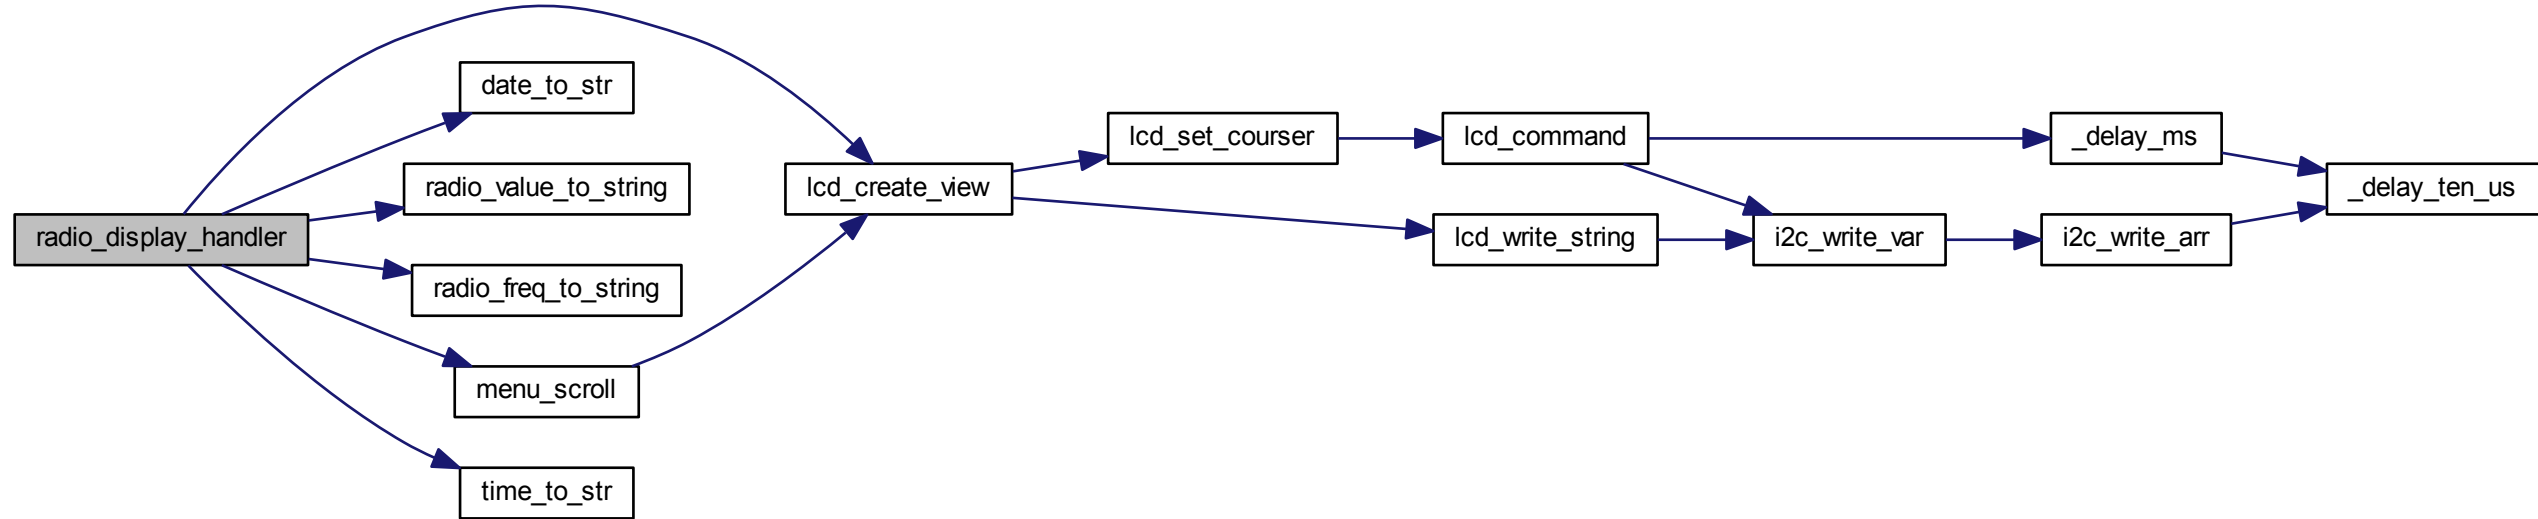 radio_display_handler
date_to_str
radio_value_to_string
radio_freq_to_string
menu_scroll
time_to_str
lcd_create_view
lcd_set_courser
lcd_write_string
lcd_command
i2c_write_var
_delay_ms
i2c_write_arr
_delay_ten_us